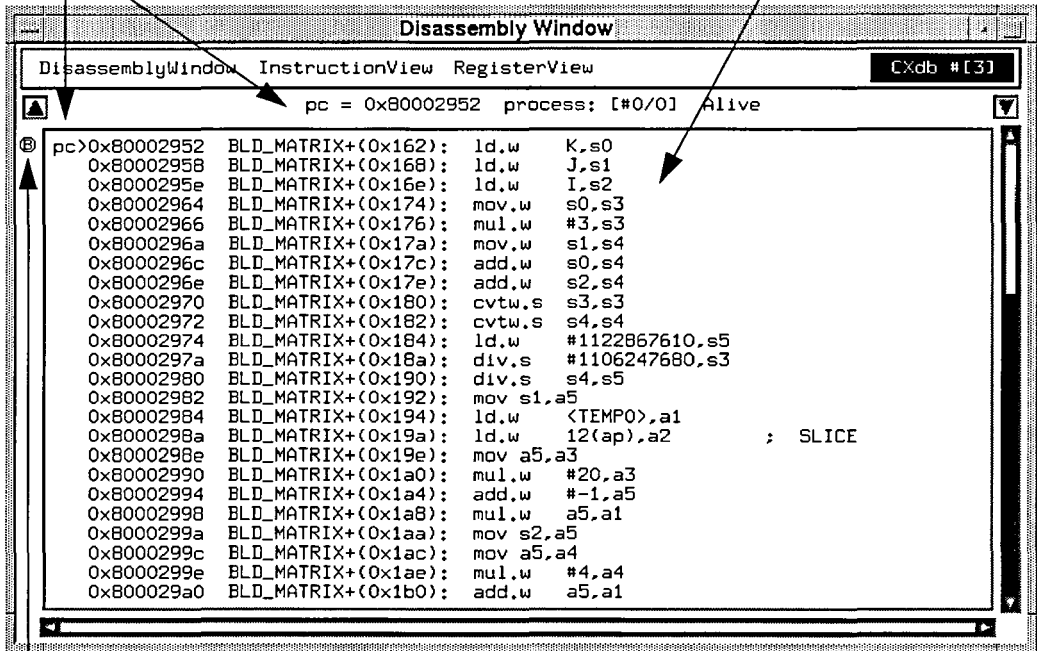 Disassembly Window
DisassemblyWindow InstructionView RegisterView CXdb #[3]
pc = 0x80002952 process: [#0/0] Alive
B pc>0x80002952 BLD_MATRIX+(0x162): ld.w K,s0
0x80002958 BLD_MATRIX+(0x168): ld.w J,s1
0x8000295e BLD_MATRIX+(0x16e): ld.w I,s2
0x80002964 BLD_MATRIX+(0x174): mov.w s0,s3
0x80002966 BLD_MATRIX+(0x176): mul.w #3,s3
0x8000296a BLD_MATRIX+(0x17a): mov.w s1,s4
0x8000296c BLD_MATRIX+(0x17c): add.w s0,s4
0x8000296e BLD_MATRIX+(0x17e): add.w s2,s4
0x80002970 BLD_MATRIX+(0x180): cvtw.s s3,s3
0x80002972 BLD_MATRIX+(0x182): cvtw.s s4,s4
0x80002974 BLD_MATRIX+(0x184): ld.w #1122867610,s5
0x8000297a BLD_MATRIX+(0x18a): div.s #1106247680,s3
0x80002980 BLD_MATRIX+(0x190): div.s s4,s5
0x80002982 BLD_MATRIX+(0x192): mov s1,a5
0x80002984 BLD_MATRIX+(0x194): ld.w <TEMPO>,a1
0x8000298a BLD_MATRIX+(0x19a): ld.w 12(ap),a2 ; SLICE
0x8000298e BLD_MATRIX+(0x19e): mov a5,a3
0x80002990 BLD_MATRIX+(0x1a0): mul.w #20,a3
0x80002994 BLD_MATRIX+(0x1a4): add.w #-1,a5
0x80002998 BLD_MATRIX+(0x1a8): mul.w a5,a1
0x8000299a BLD_MATRIX+(0x1aa): mov s2,a5
0x8000299c BLD_MATRIX+(0x1ac): mov a5,a4
0x8000299e BLD_MATRIX+(0x1ae): mul.w #4,a4
0x800029a0 BLD_MATRIX+(0x1b0): add.w a5,a1